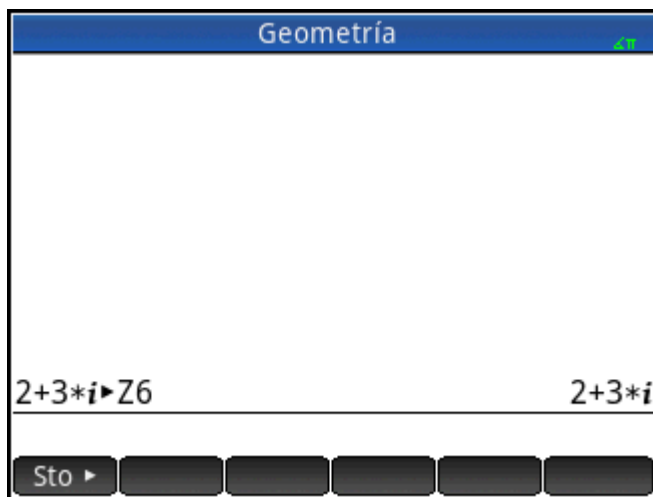 Geometría
∡π
2+3*i▶Z6
2+3*i
Sto ▶